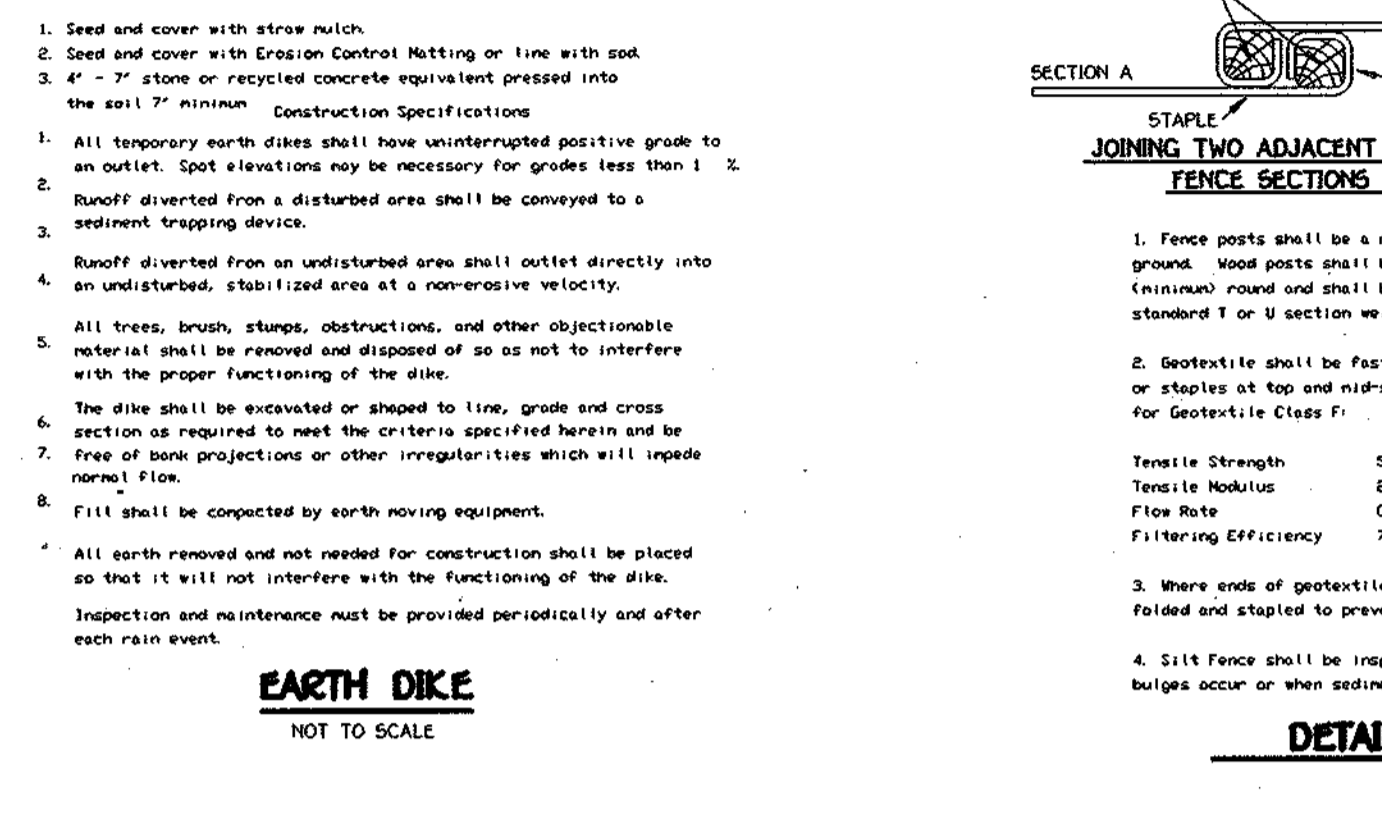 1. Seed and cover with straw mulch.
2. Seed and cover with Erosion Control Matting or line with sod.
3. 4" - 7" stone or recycled concrete equivalent pressed into
the soil 7" minimum
Construction Specifications
1. All temporary earth dikes shall have uninterrupted positive grade to
an outlet. Spot elevations may be necessary for grades less than 1 %.
2.
Runoff diverted from a disturbed area shall be conveyed to a
sediment trapping device.
3.
Runoff diverted from an undisturbed area shall outlet directly into
4. an undisturbed, stabilized area at a non-erosive velocity.
All trees, brush, stumps, obstructions, and other objectionable
5. material shall be removed and disposed of so as not to interfere
with the proper functioning of the dike.
The dike shall be excavated or shaped to line, grade and cross
6. section as required to meet the criteria specified herein and be
7. free of bank projections or other irregularities which will impede
normal flow.
8.
Fill shall be compacted by earth moving equipment.
All earth removed and not needed for construction shall be placed
so that it will not interfere with the functioning of the dike.
Inspection and maintenance must be provided periodically and after
each rain event.
EARTH DIKE
NOT TO SCALE
SECTION A
STAPLE
JOINING TWO ADJACENT
FENCE SECTIONS
1. Fence posts shall be a
ground. Wood posts shall
(minimum) round and shall
standard T or U section
2. Geotextile shall be
or staples at top and
for Geotextile Class F:
Tensile Strength
Tensile Modulus
Flow Rate
Filtering Efficiency
3. Where ends of
folded and stapled to
4. Silt Fence shall be
bulges occur or when